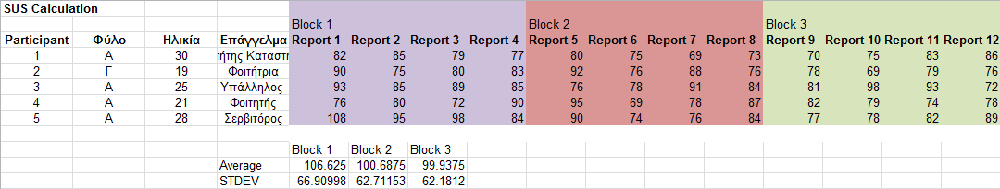 SUS Calculation
Block 1 Block 2 Block 3
Participant Φύλο Ηλικία Επάγγελμα Report 1 Report 2 Report 3 Report 4 Report 5 Report 6 Report 7 Report 8 Report 9 Report 10 Report 11 Report 12
1 Α 30 τήτης Καταστη 82 85 79 77 80 75 69 73 70 75 83 86
2 Γ 19 Φοιτήτρια 90 75 80 83 92 76 88 76 78 69 79 76
3 Α 25 Υπάλληλος 93 85 89 85 76 78 91 84 81 98 93 72
4 Α 21 Φοιτητής 76 80 72 90 95 69 78 87 82 79 74 78
5 Α 28 Σερβιτόρος 108 95 98 84 90 74 76 84 77 78 82 89
Block 1 Block 2 Block 3
Average 106.625 100.6875 99.9375
STDEV 66.90998 62.71153 62.1812